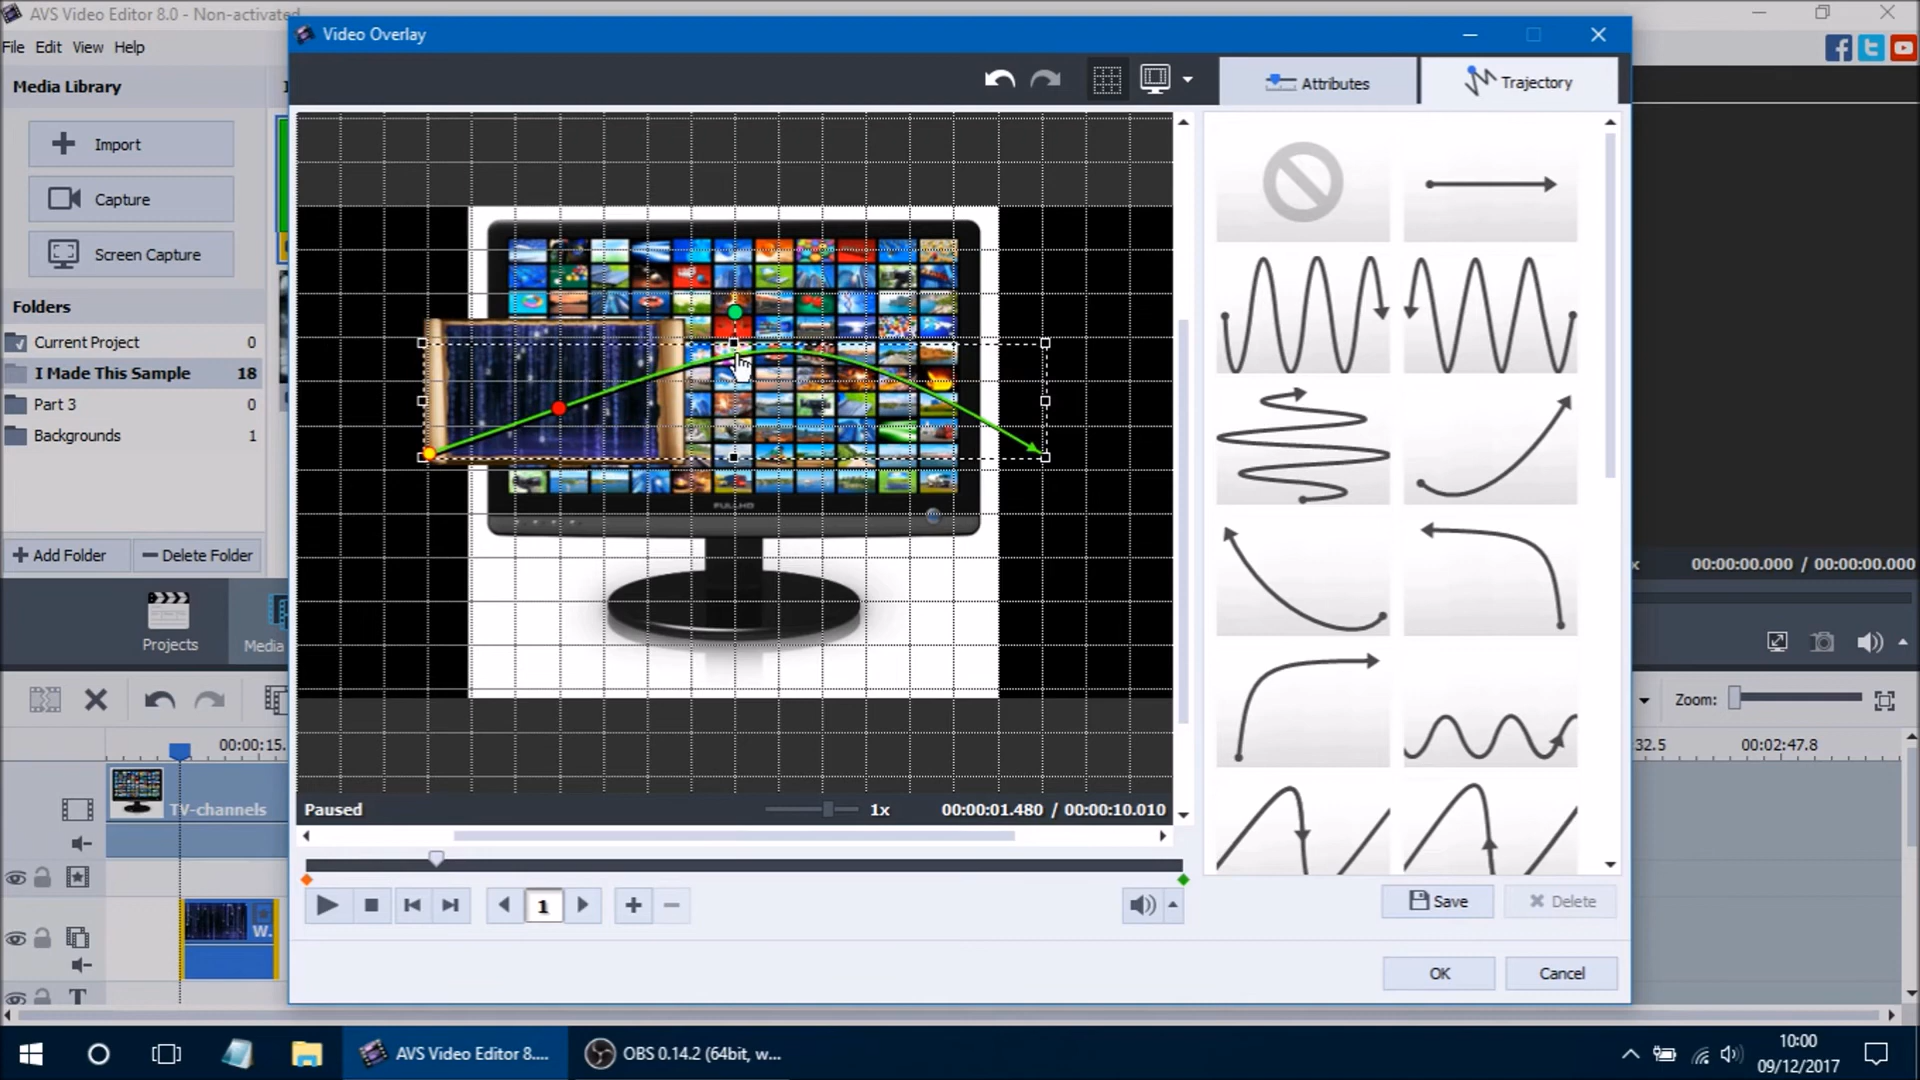 AVS Video Editor 8.0 - Non-activated
Video Overlay
File Edit View Help
Media Library
Attributes
Trajectory
Import
Capture
Screen Capture
Folders
Current Project 0
I Made This Sample 18
Part 3 0
Backgrounds 1
FULLHD
Add Folder
Delete Folder
00:00:00.000 / 00:00:00.000
Projects
Media
Zoom:
00:00:15.
32.5
00:02:47.8
TV-channels
Paused
1x
00:00:01.480 / 00:00:10.010
1
Save
Delete
W.
T
OK
Cancel
AVS Video Editor 8....
OBS 0.14.2 (64bit, w...
10:00
09/12/2017